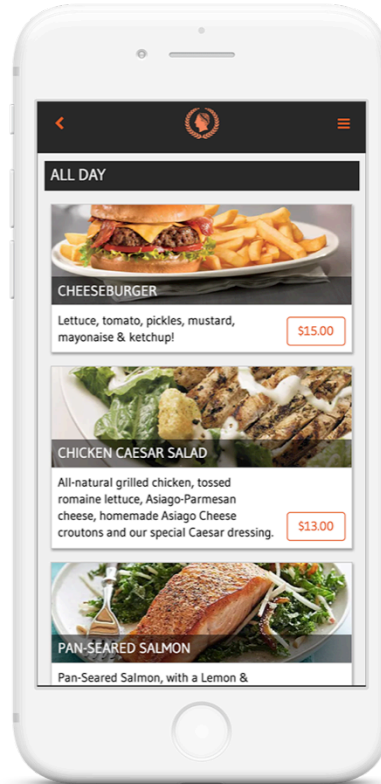 ALL DAY
CHEESEBURGER
Lettuce, tomato, pickles, mustard,
mayonaise & ketchup!
$15.00
CHICKEN CAESAR SALAD
All-natural grilled chicken, tossed
romaine lettuce, Asiago-Parmesan
cheese, homemade Asiago Cheese
croutons and our special Caesar dressing.
$13.00
PAN-SEARED SALMON
Pan-Seared Salmon, with a Lemon &